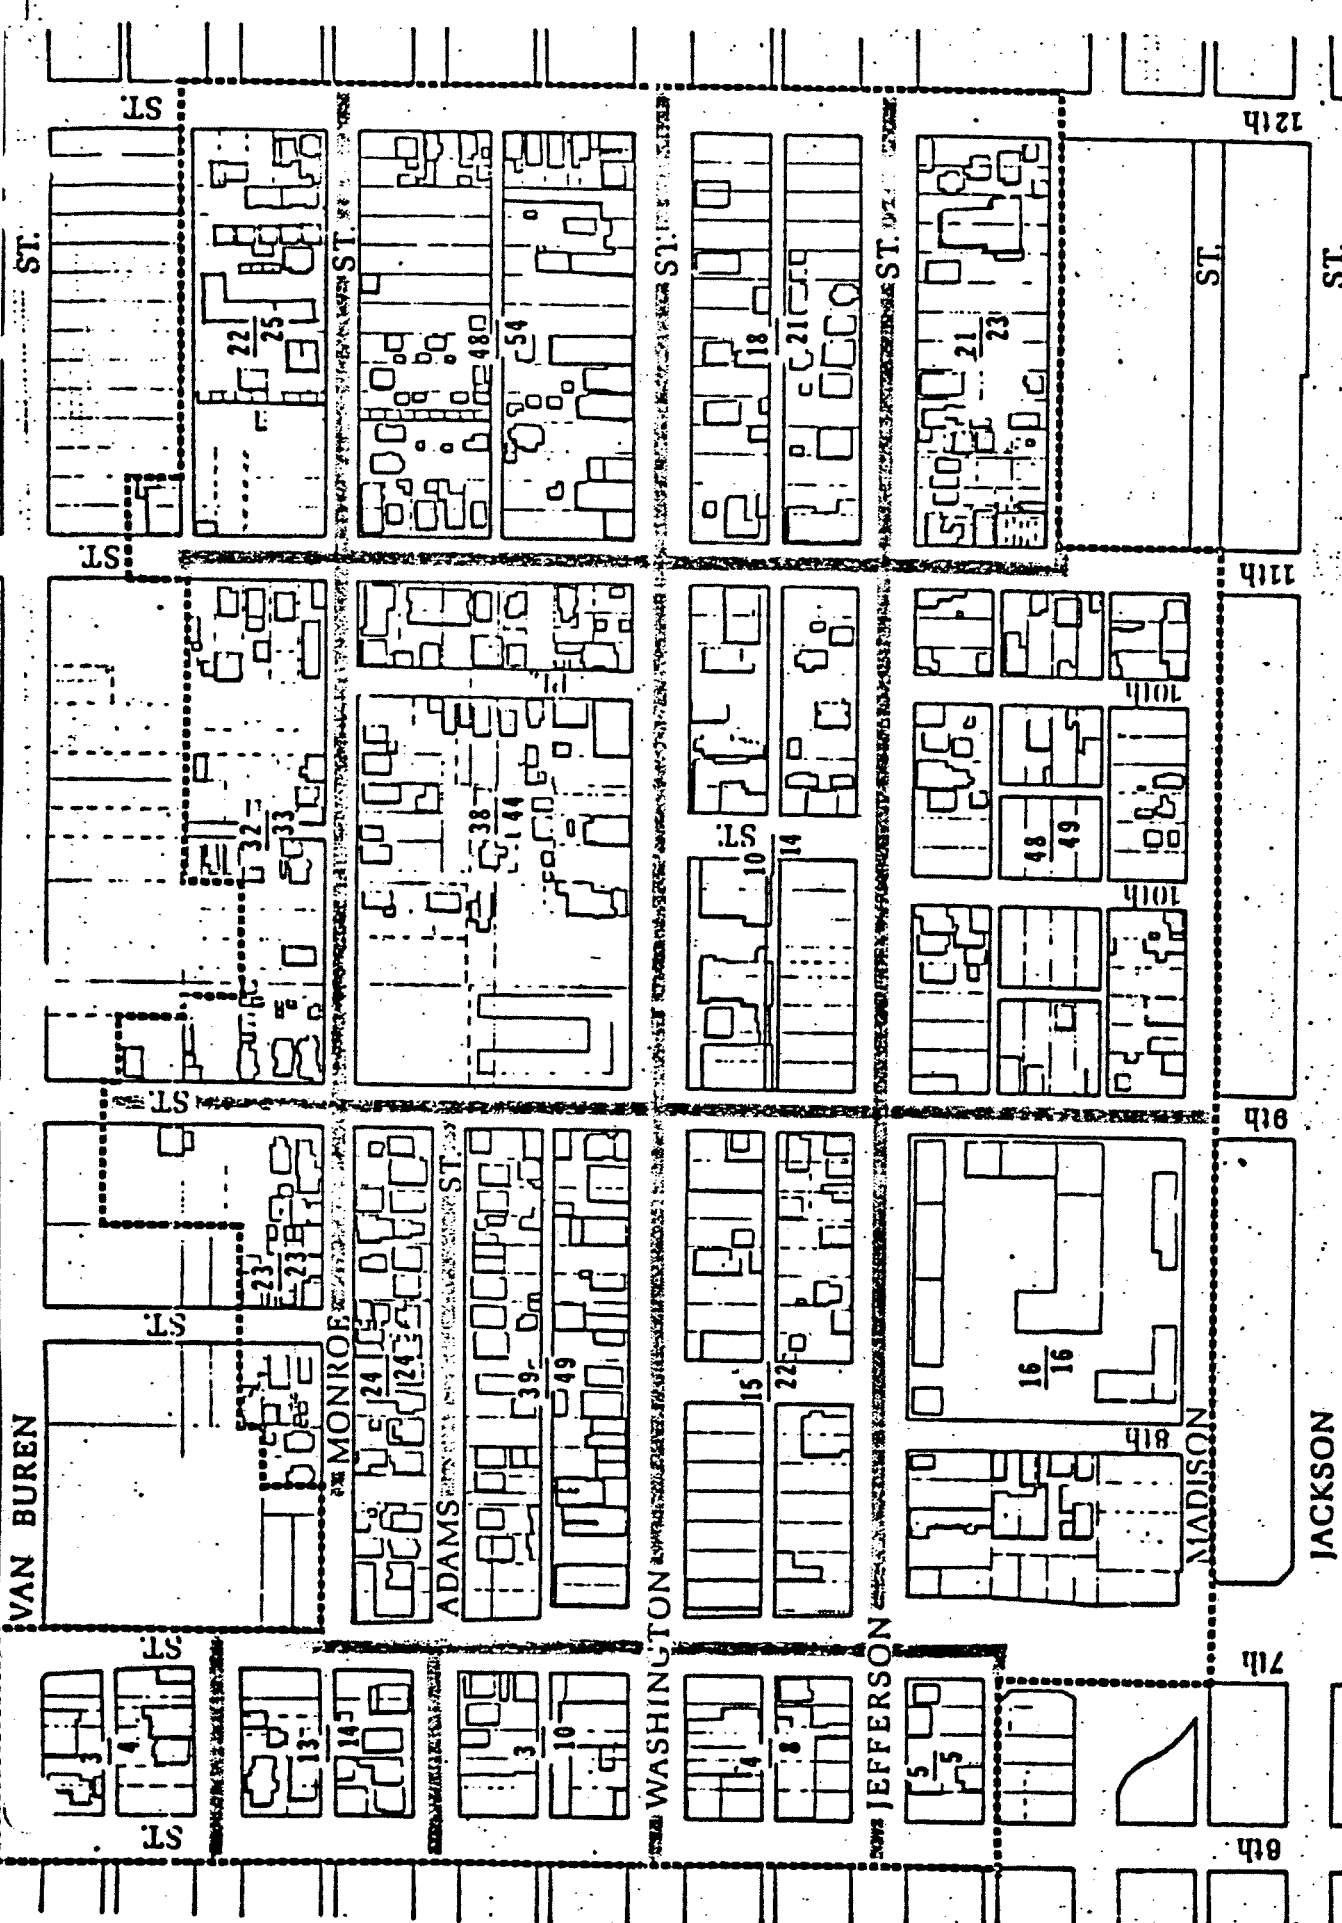 ST.
12th
ST.
ST.
ST.
ST.
ST.
ST.
22
25
48
54
18
21
21
23
ST.
11th
10th
32
33
38
44
ST.
10
14
48
49
10th
ST.
9th
ST.
23
23
ST.
24
24
39
49
15
22
16
16
8th
VAN BUREN
MONROE
ADAMS
WASHINGTON
JEFFERSON
MADISON
JACKSON
ST.
7th
3
4
13
14
3
10
4
8
5
5
ST.
6th